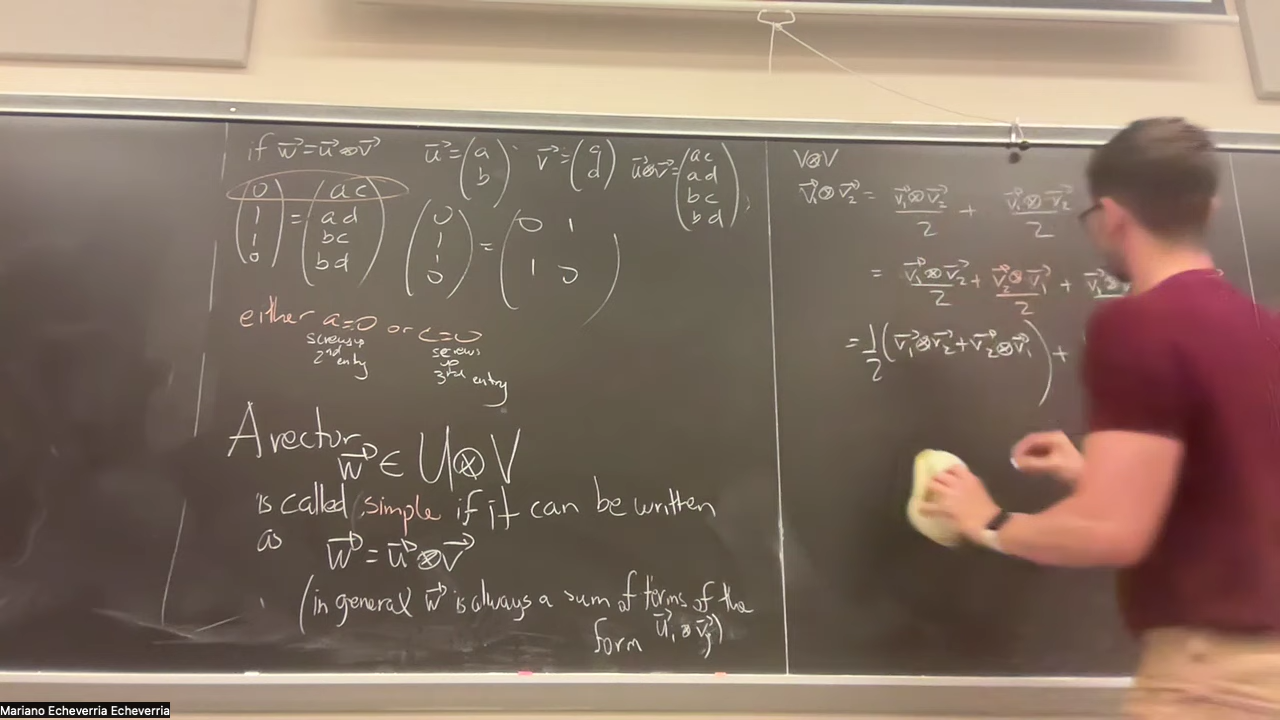 if w⃗ = u⃗ ⊗ v⃗   u⃗ = (a b)   v⃗ = (c d)   u⃗⊗v⃗ = (ac ad bc bd)
(0 1 1 0) = (ac ad bc bd)   (0 1 1 0) = (0 1 1 0)
either a=0 or c=0
screws up 2nd entry
screws up 3rd entry
A vector w⃗ ∈ U⊗V
is called simple if it can be written
as w⃗ = u⃗ ⊗ v⃗
(in general w⃗ is always a sum of terms of the
form u⃗ᵢ ⊗ v⃗ⱼ)
V⊗V
v⃗₁⊗v⃗₂ = v⃗₁⊗v⃗₂/2 + v⃗₁⊗v⃗₂/2
= v⃗₁⊗v⃗₂/2 + v⃗₂⊗v⃗₁/2 +
= 1/2 (v⃗₁⊗v⃗₂ + v⃗₂⊗v⃗₁) +
Mariano Echeverria Echeverria